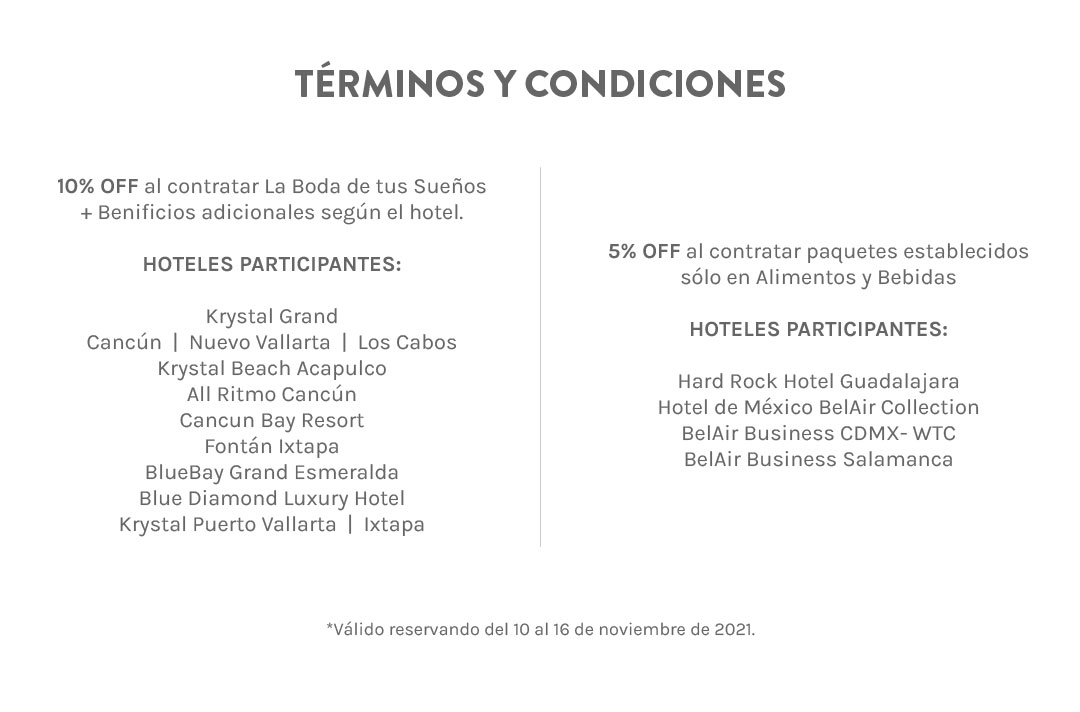 TÉRMINOS Y CONDICIONES
10% OFF al contratar La Boda de tus Sueños
+ Benificios adicionales según el hotel.
HOTELES PARTICIPANTES:
Krystal Grand
Cancún | Nuevo Vallarta | Los Cabos
Krystal Beach Acapulco
All Ritmo Cancún
Cancun Bay Resort
Fontán Ixtapa
BlueBay Grand Esmeralda
Blue Diamond Luxury Hotel
Krystal Puerto Vallarta | Ixtapa
5% OFF al contratar paquetes establecidos
sólo en Alimentos y Bebidas
HOTELES PARTICIPANTES:
Hard Rock Hotel Guadalajara
Hotel de México BelAir Collection
BelAir Business CDMX- WTC
BelAir Business Salamanca
*Válido reservando del 10 al 16 de noviembre de 2021.